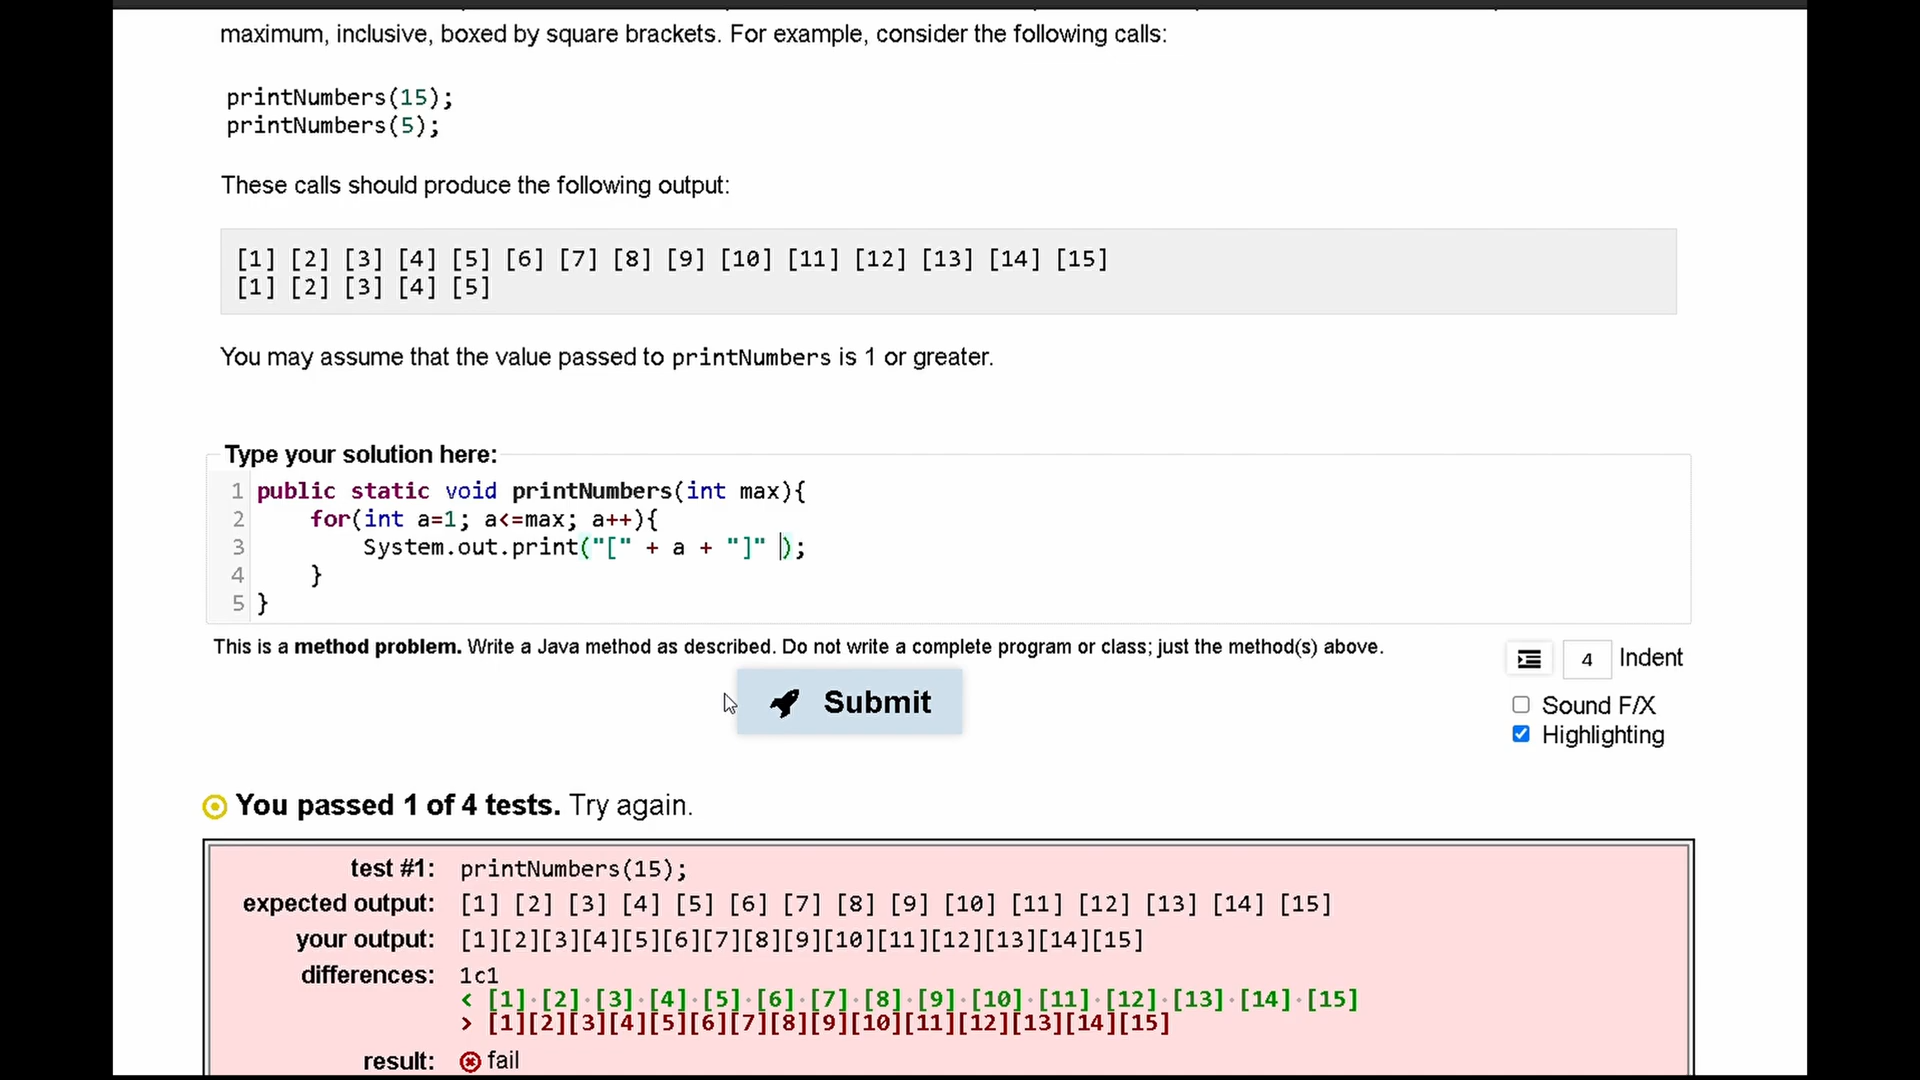 maximum, inclusive, boxed by square brackets. For example, consider the following calls:
printNumbers(15);
printNumbers(5);
These calls should produce the following output:
[1] [2] [3] [4] [5] [6] [7] [8] [9] [10] [11] [12] [13] [14] [15]
[1] [2] [3] [4] [5]
You may assume that the value passed to printNumbers is 1 or greater.
Type your solution here:
1 public static void printNumbers(int max){
2     for(int a=1; a<=max; a++){
3         System.out.print("[" + a + "]" );
4     }
5 }
This is a method problem. Write a Java method as described. Do not write a complete program or class; just the method(s) above.
4 Indent
Submit
Sound F/X
Highlighting
You passed 1 of 4 tests. Try again.
test #1: printNumbers(15);
expected output: [1] [2] [3] [4] [5] [6] [7] [8] [9] [10] [11] [12] [13] [14] [15]
your output: [1][2][3][4][5][6][7][8][9][10][11][12][13][14][15]
differences: 1c1
< [1]·[2]·[3]·[4]·[5]·[6]·[7]·[8]·[9]·[10]·[11]·[12]·[13]·[14]·[15]
> [1][2][3][4][5][6][7][8][9][10][11][12][13][14][15]
result: fail